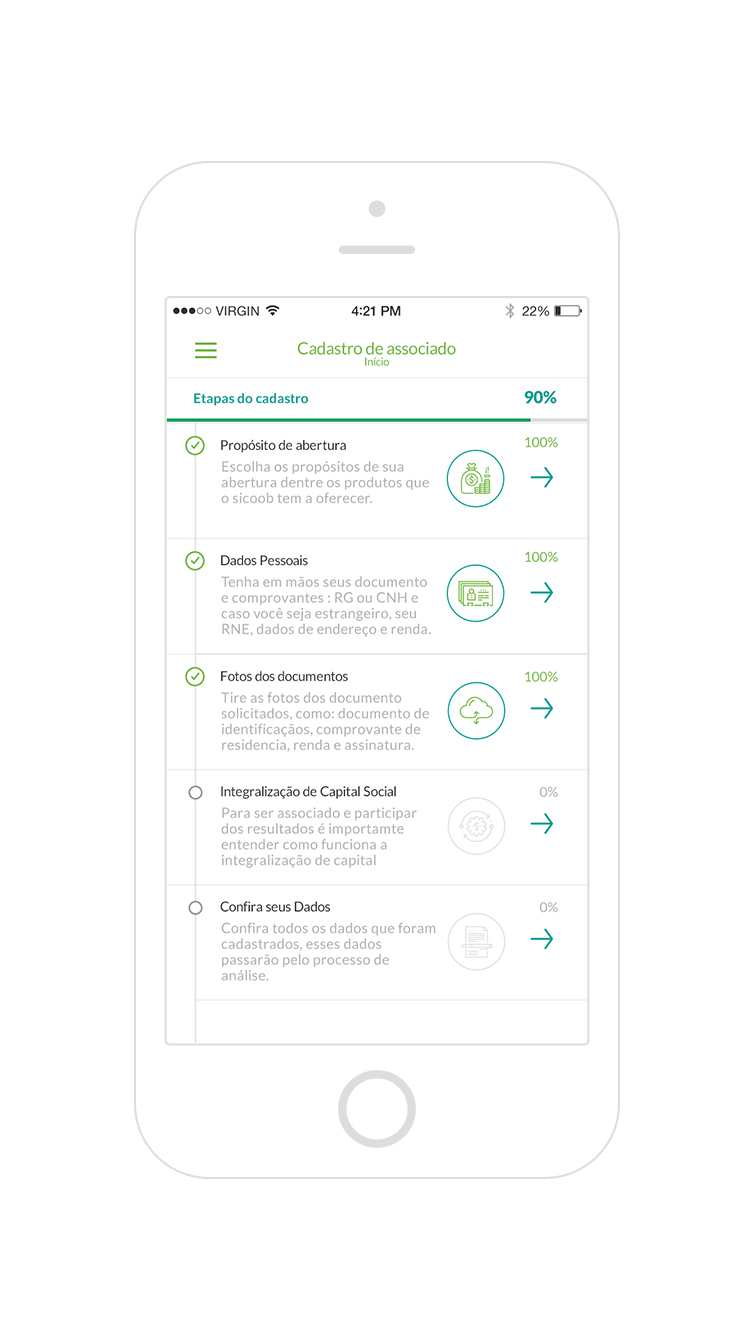 VIRGIN 4:21 PM 22%
Cadastro de associado
Início
Etapas do cadastro 90%
Propósito de abertura 100%
Escolha os propósitos de sua
abertura dentre os produtos que
o sicoob tem a oferecer.
Dados Pessoais 100%
Tenha em mãos seus documento
e comprovantes : RG ou CNH e
caso você seja estrangeiro, seu
RNE, dados de endereço e renda.
Fotos dos documentos 100%
Tire as fotos dos documento
solicitados, como: documento de
identificaçãos, comprovante de
residencia, renda e assinatura.
Integralização de Capital Social 0%
Para ser associado e participar
dos resultados é importamte
entender como funciona a
integralização de capital
Confira seus Dados 0%
Confira todos os dados que foram
cadastrados, esses dados
passarão pelo processo de
análise.